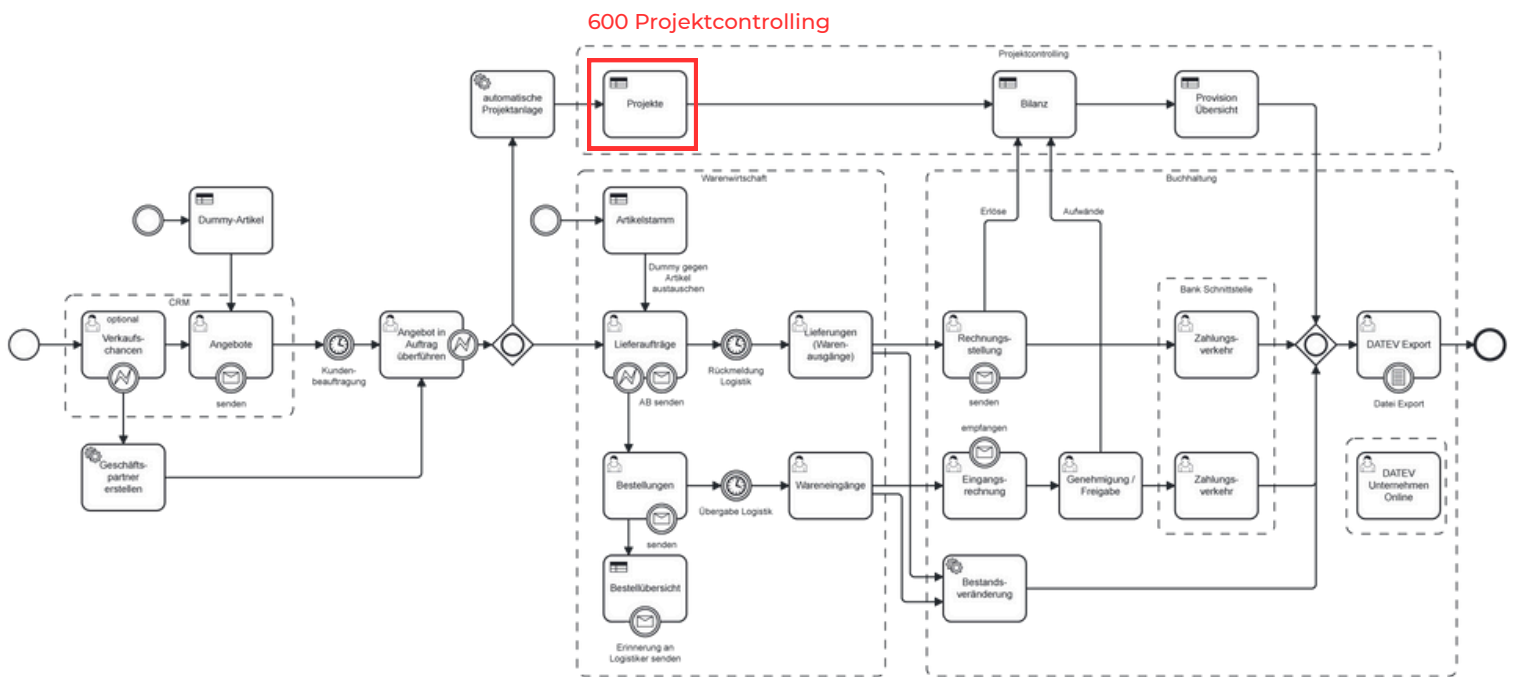 600 Projektcontrolling
Projektcontrolling
automatische
Projektanlage
Projekte
Bilanz
Provision
Übersicht
Warenwirtschaft
Buchhaltung
Dummy-Artikel
Artikelstamm
Erlöse
Aufwände
Dummy gegen
Artikel
austauschen
CRM
Bank Schnittstelle
optional
Verkaufs-
chancen
Angebote
senden
Kunden-
beauftragung
Angebot in
Auftrag
überführen
Lieferaufträge
AB senden
Rückmeldung
Logistik
Lieferungen
(Waren-
ausgänge)
Rechnungs-
stellung
senden
Zahlungs-
verkehr
DATEV Export
Datei Export
Geschäfts-
partner
erstellen
Bestellungen
senden
Übergabe Logistik
Wareneingänge
empfangen
Eingangs-
rechnung
Genehmigung /
Freigabe
Zahlungs-
verkehr
DATEV
Unternehmen
Online
Bestellübersicht
Erinnerung an
Logistiker senden
Bestands-
veränderung